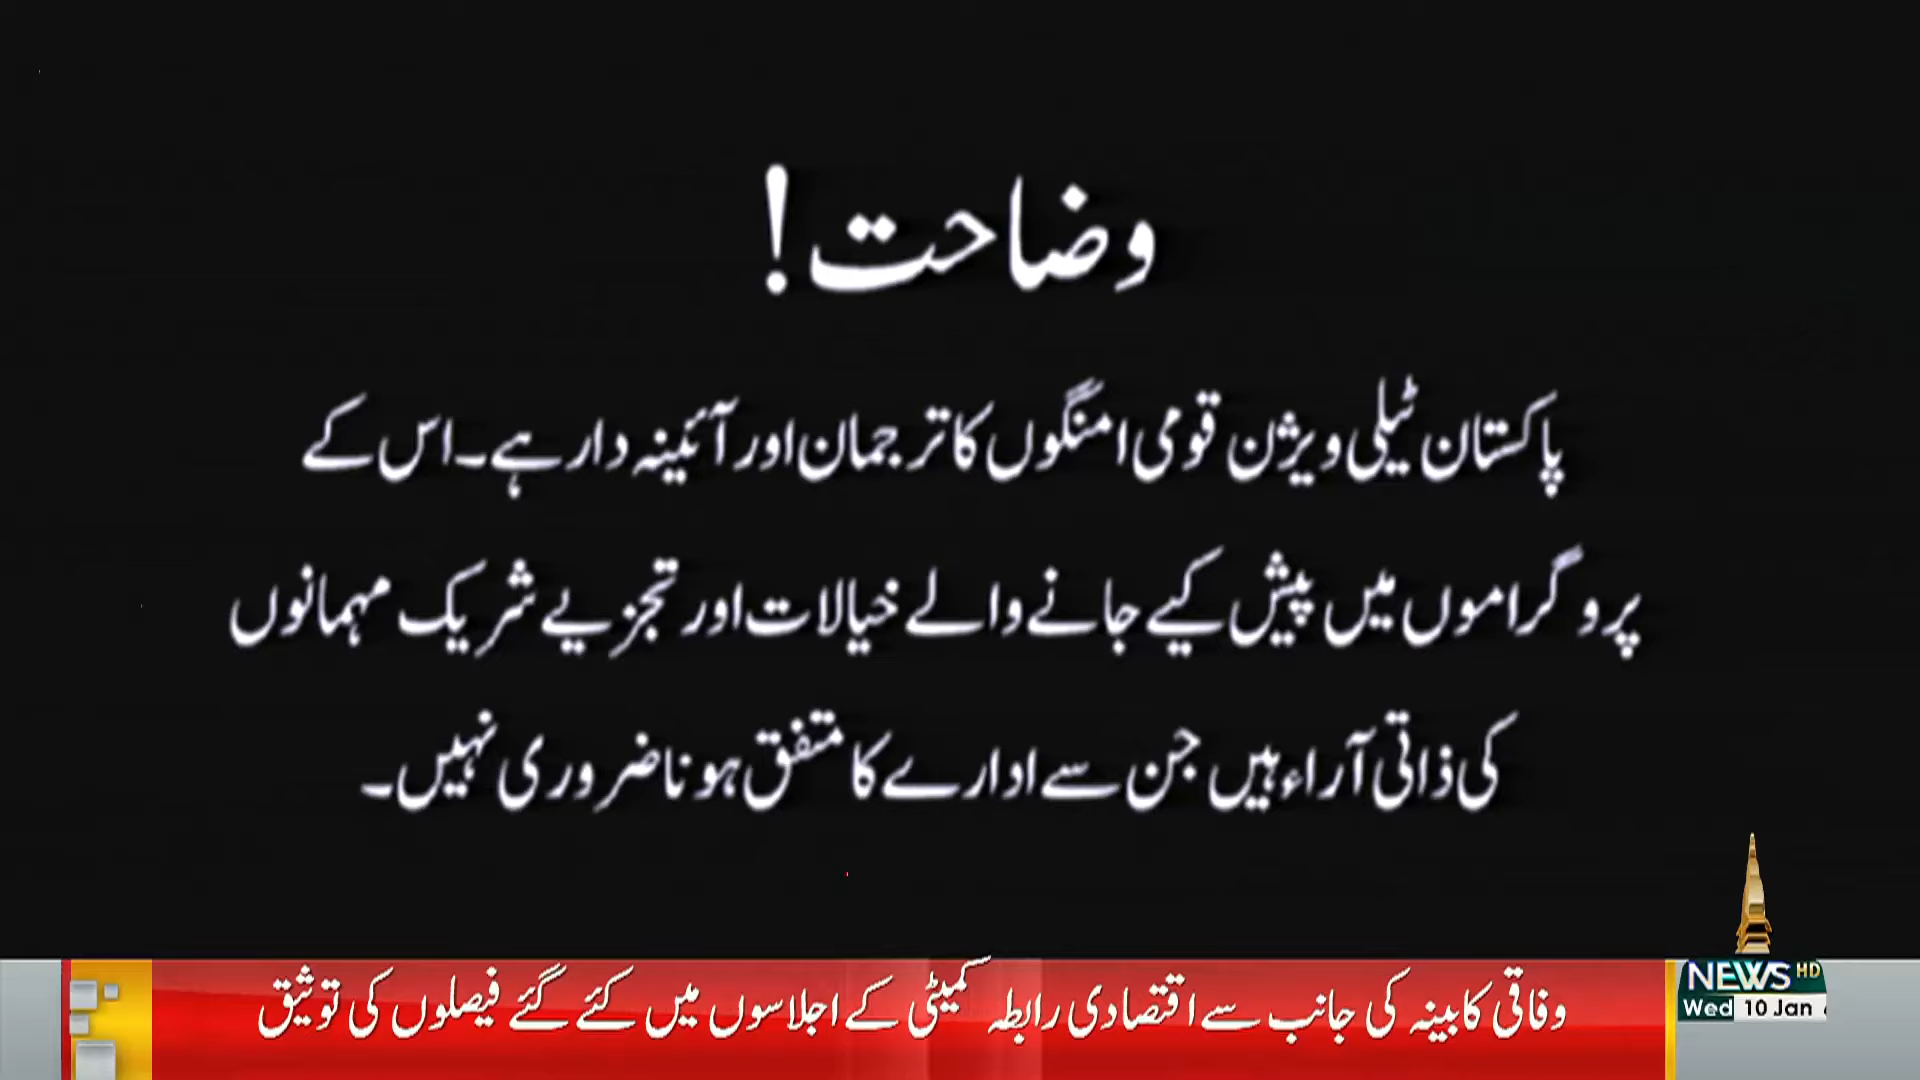 وضاحت!
پاکستان ٹیلی ویژن قومی امنگوں کا ترجمان اور آئینہ دار ہے۔ اس کے
پروگراموں میں پیش کیے جانے والے خیالات اور تجزیے شریک مہمانوں
کی ذاتی آراء ہیں جن سے ادارے کا متفق ہونا ضروری نہیں۔
NEWS HD
Wed 10 Jan
وفاقی کابینہ کی جانب سے اقتصادی رابطہ کمیٹی کے اجلاسوں میں کئے گئے فیصلوں کی توثیق